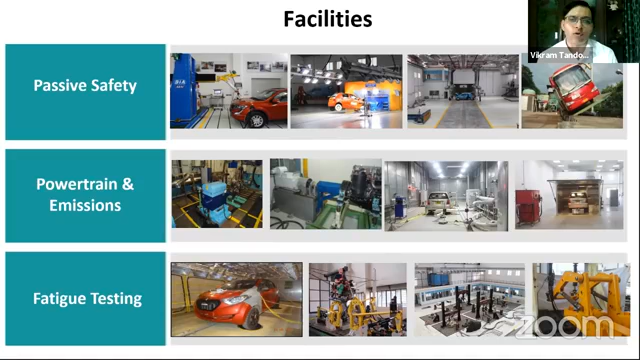 Facilities
Vikram Tando...
Passive Safety
Powertrain &
Emissions
Fatigue Testing
zoom